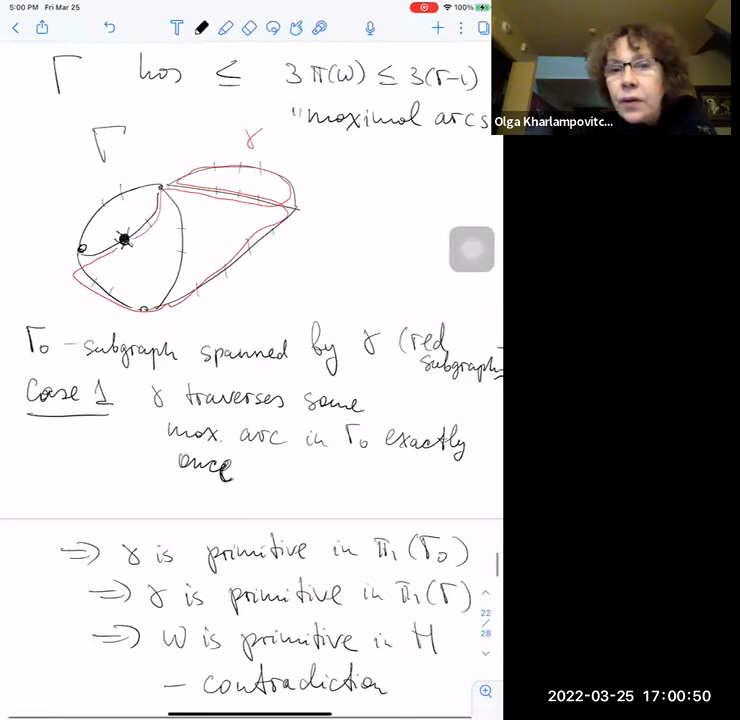 5:00 PM Fri Mar 25
100%
Γ has ≤ 3π(w) ≤ 3(r-1)
"maximal arcs
Γ
γ
Γ₀ - subgraph spanned by γ (red subgraph
Case 1 γ traverses some
max. arc in Γ₀ exactly
once
⇒ γ is primitive in π₁(Γ₀)
⇒ γ is primitive in π₁(Γ)
⇒ w is primitive in H
- contradiction
22
/
28
Olga Kharlampovitc...
2022-03-25 17:00:50